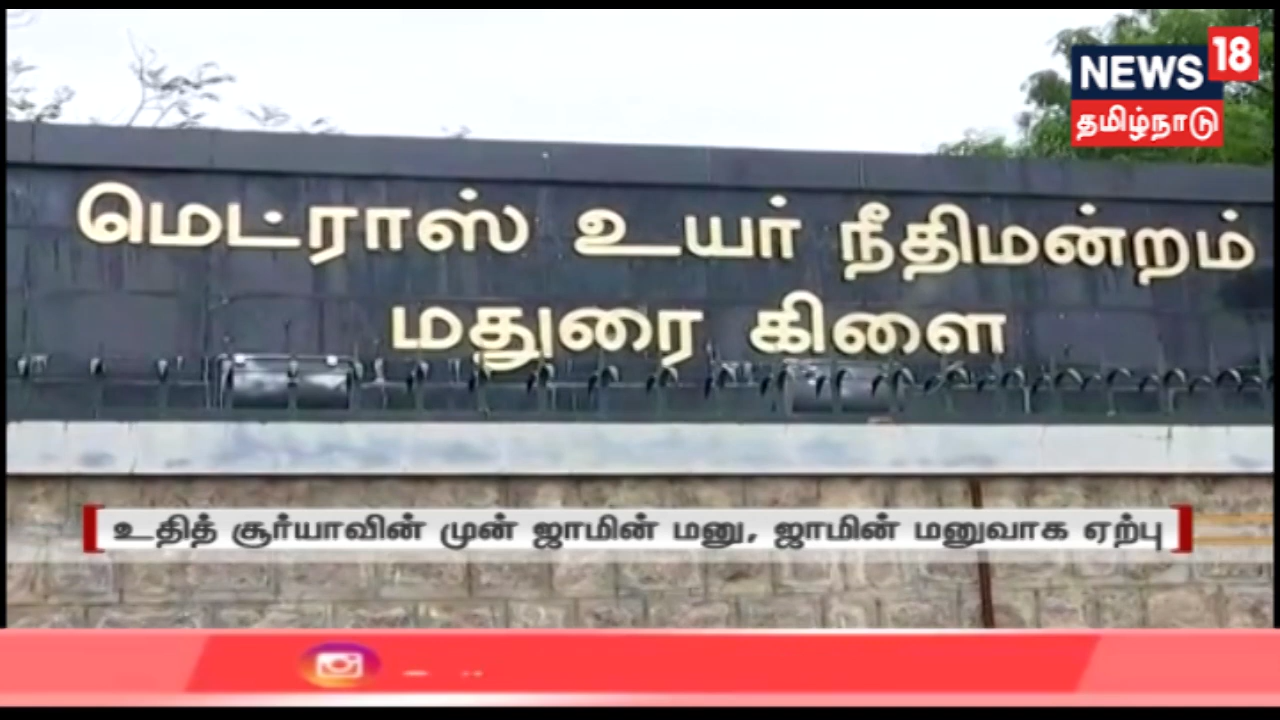 NEWS 18
தமிழ்நாடு
மெட்ராஸ் உயர் நீதிமன்றம்
மதுரை கிளை
உதித் சூர்யாவின் முன் ஜாமின் மனு, ஜாமின் மனுவாக ஏற்பு